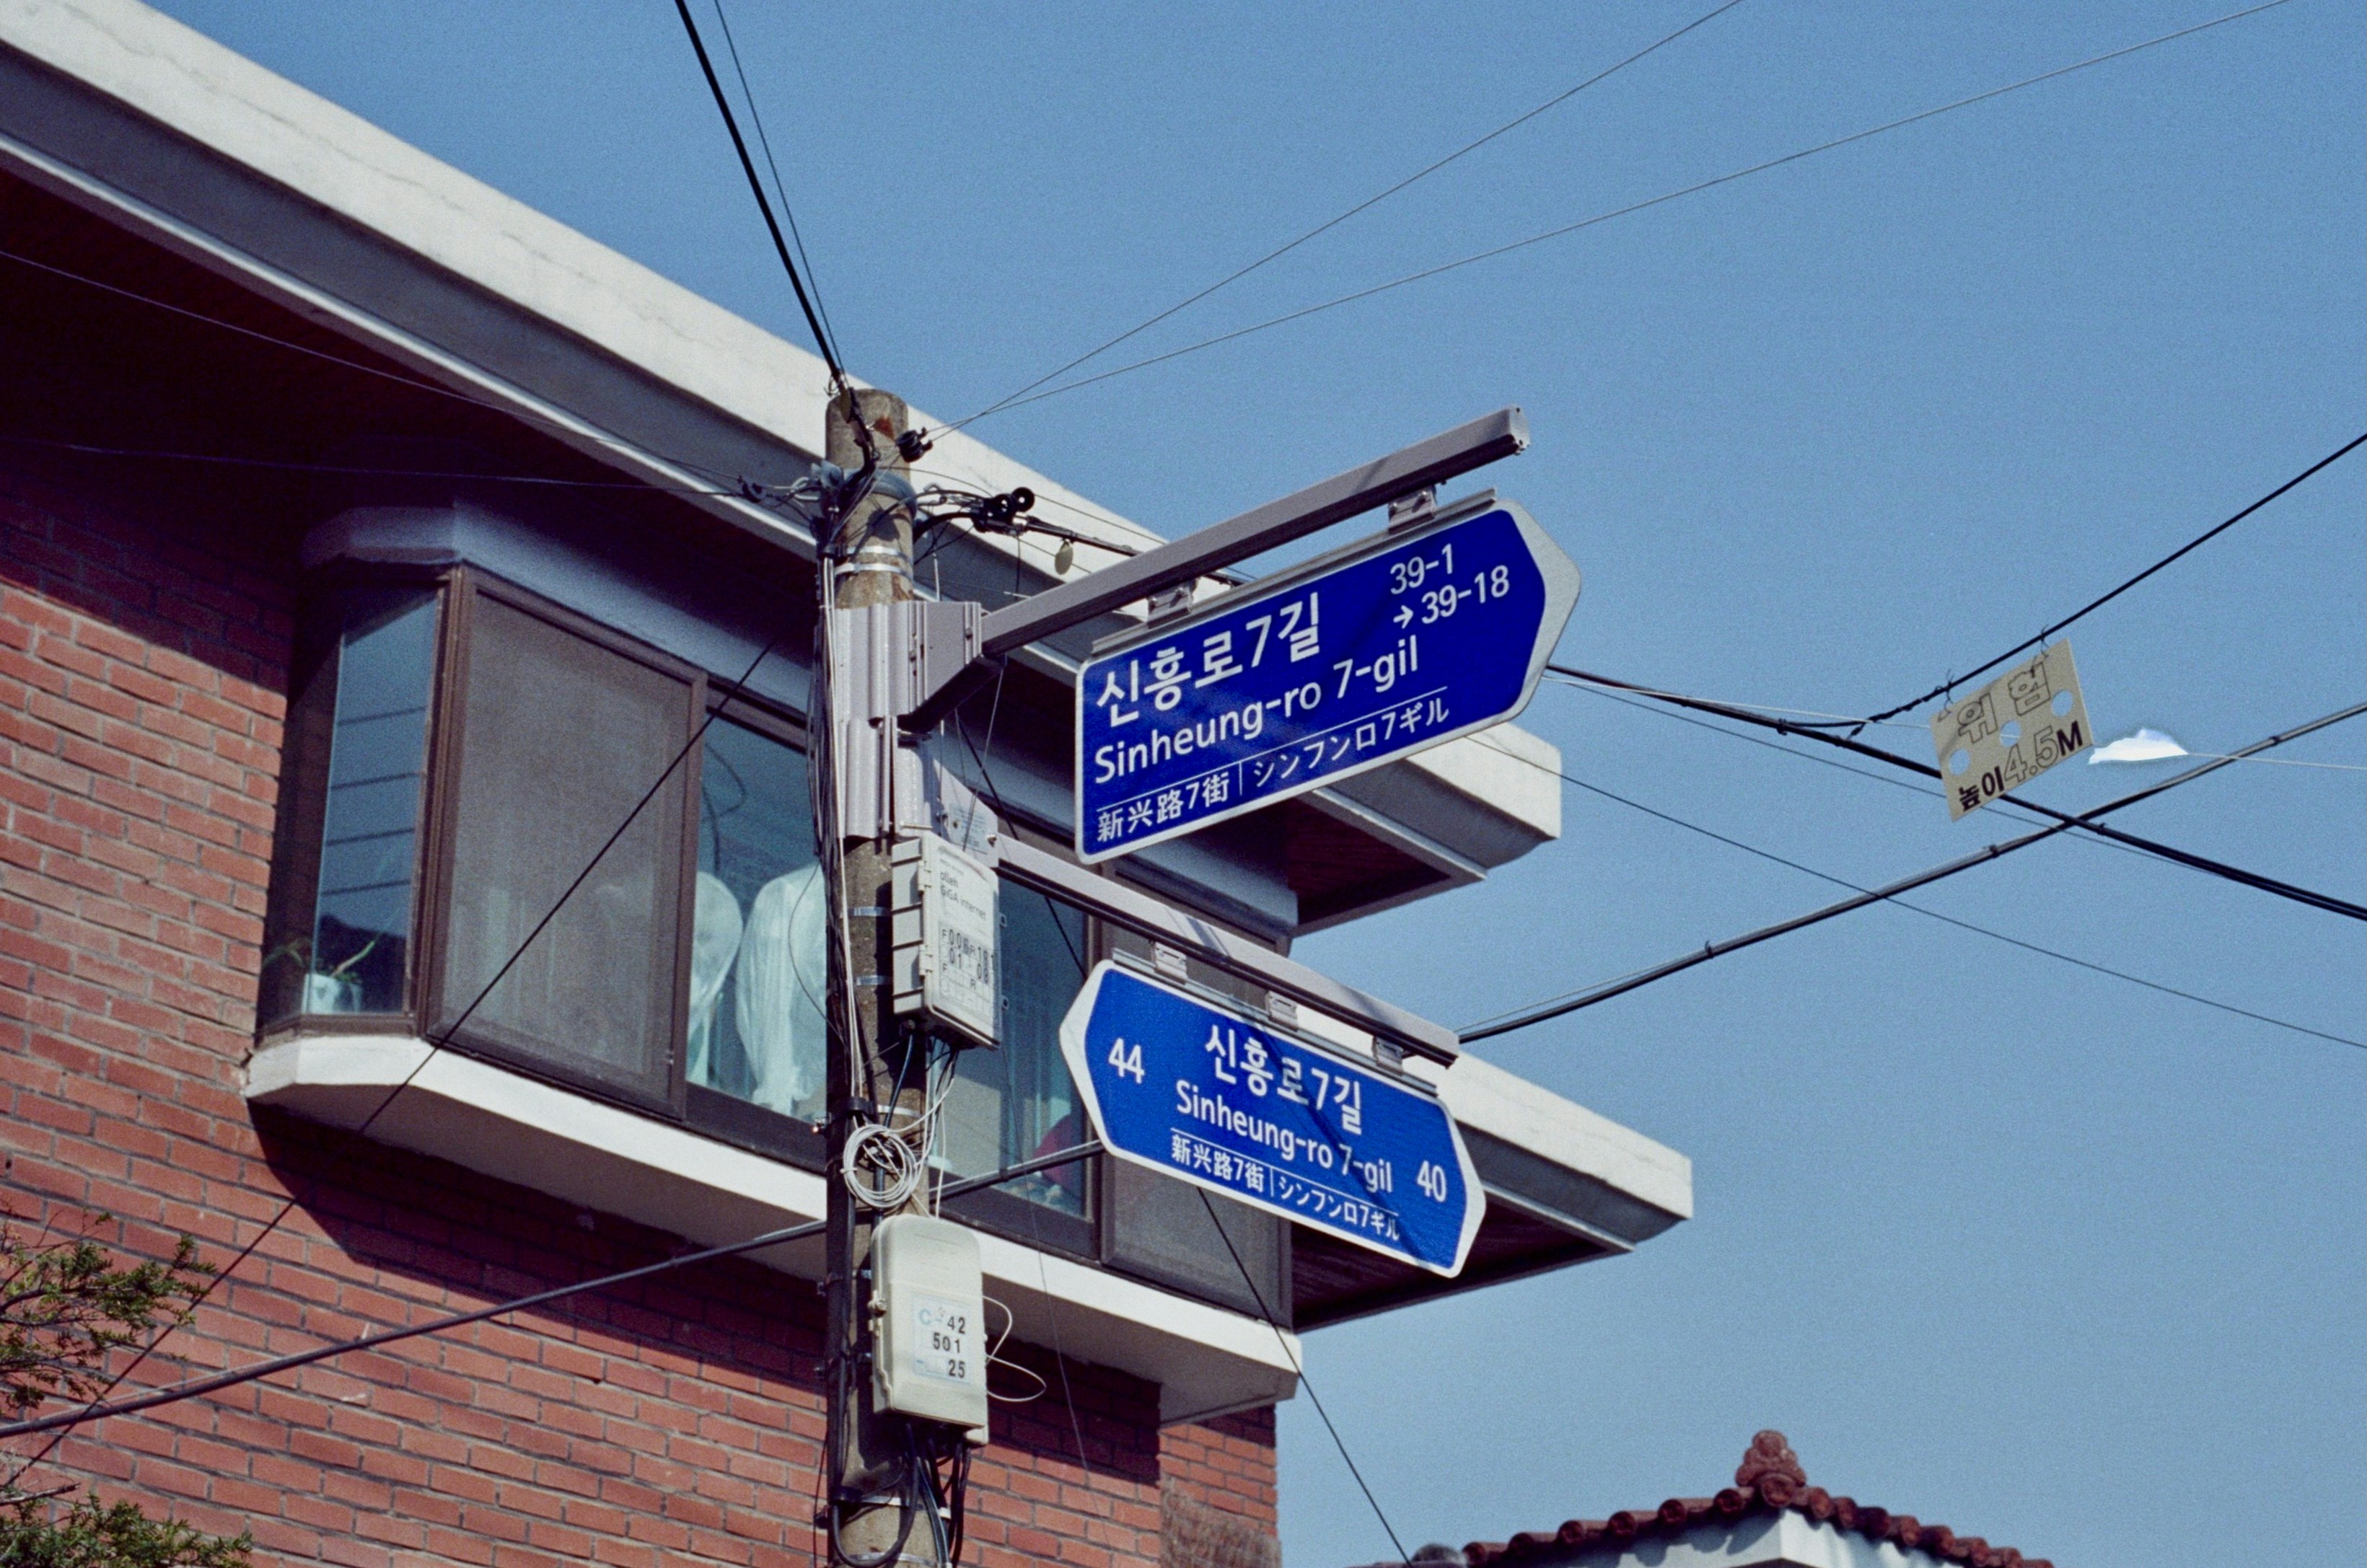 39-1
→ 39-18
신흥로7길
Sinheung-ro 7-gil
新兴路7街 | シンフンロ7ギル
위험
높이4.5M
olleh
GiGA internet
44
신흥로7길
Sinheung-ro 7-gil
40
新兴路7街 | シンフンロ7ギル
42
501
25